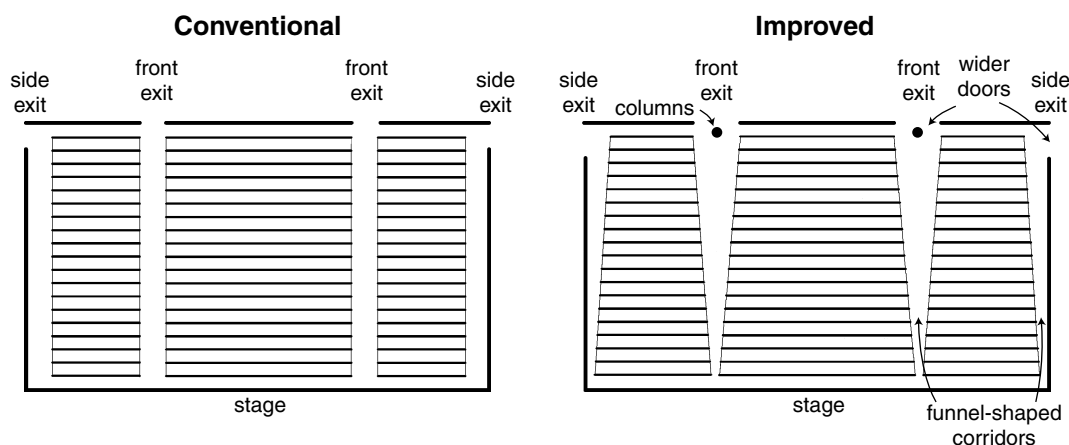 Conventional
side
exit
front
exit
front
exit
side
exit
stage
Improved
side
exit
front
exit
columns
front
exit
wider
doors
side
exit
stage
funnel-shaped
corridors